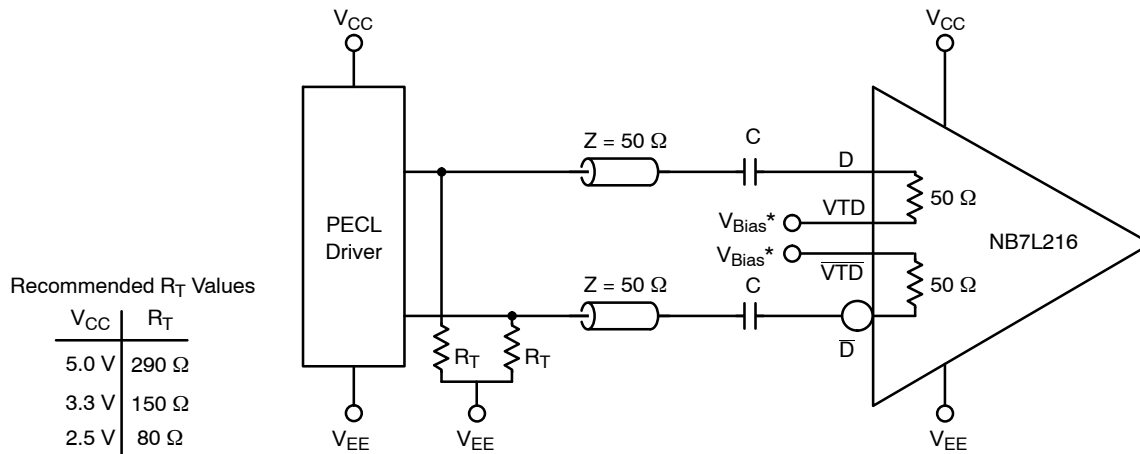 V_CC
V_CC
Z = 50 Ω
C
D
50 Ω
V_Bias* VTD
PECL
Driver
NB7L216
V_Bias* V̅T̅D̅
50 Ω
Z = 50 Ω
C
D̅
Recommended R_T Values
V_CC R_T
5.0 V 290 Ω
3.3 V 150 Ω
2.5 V 80 Ω
R_T
R_T
V_EE
V_EE
V_EE